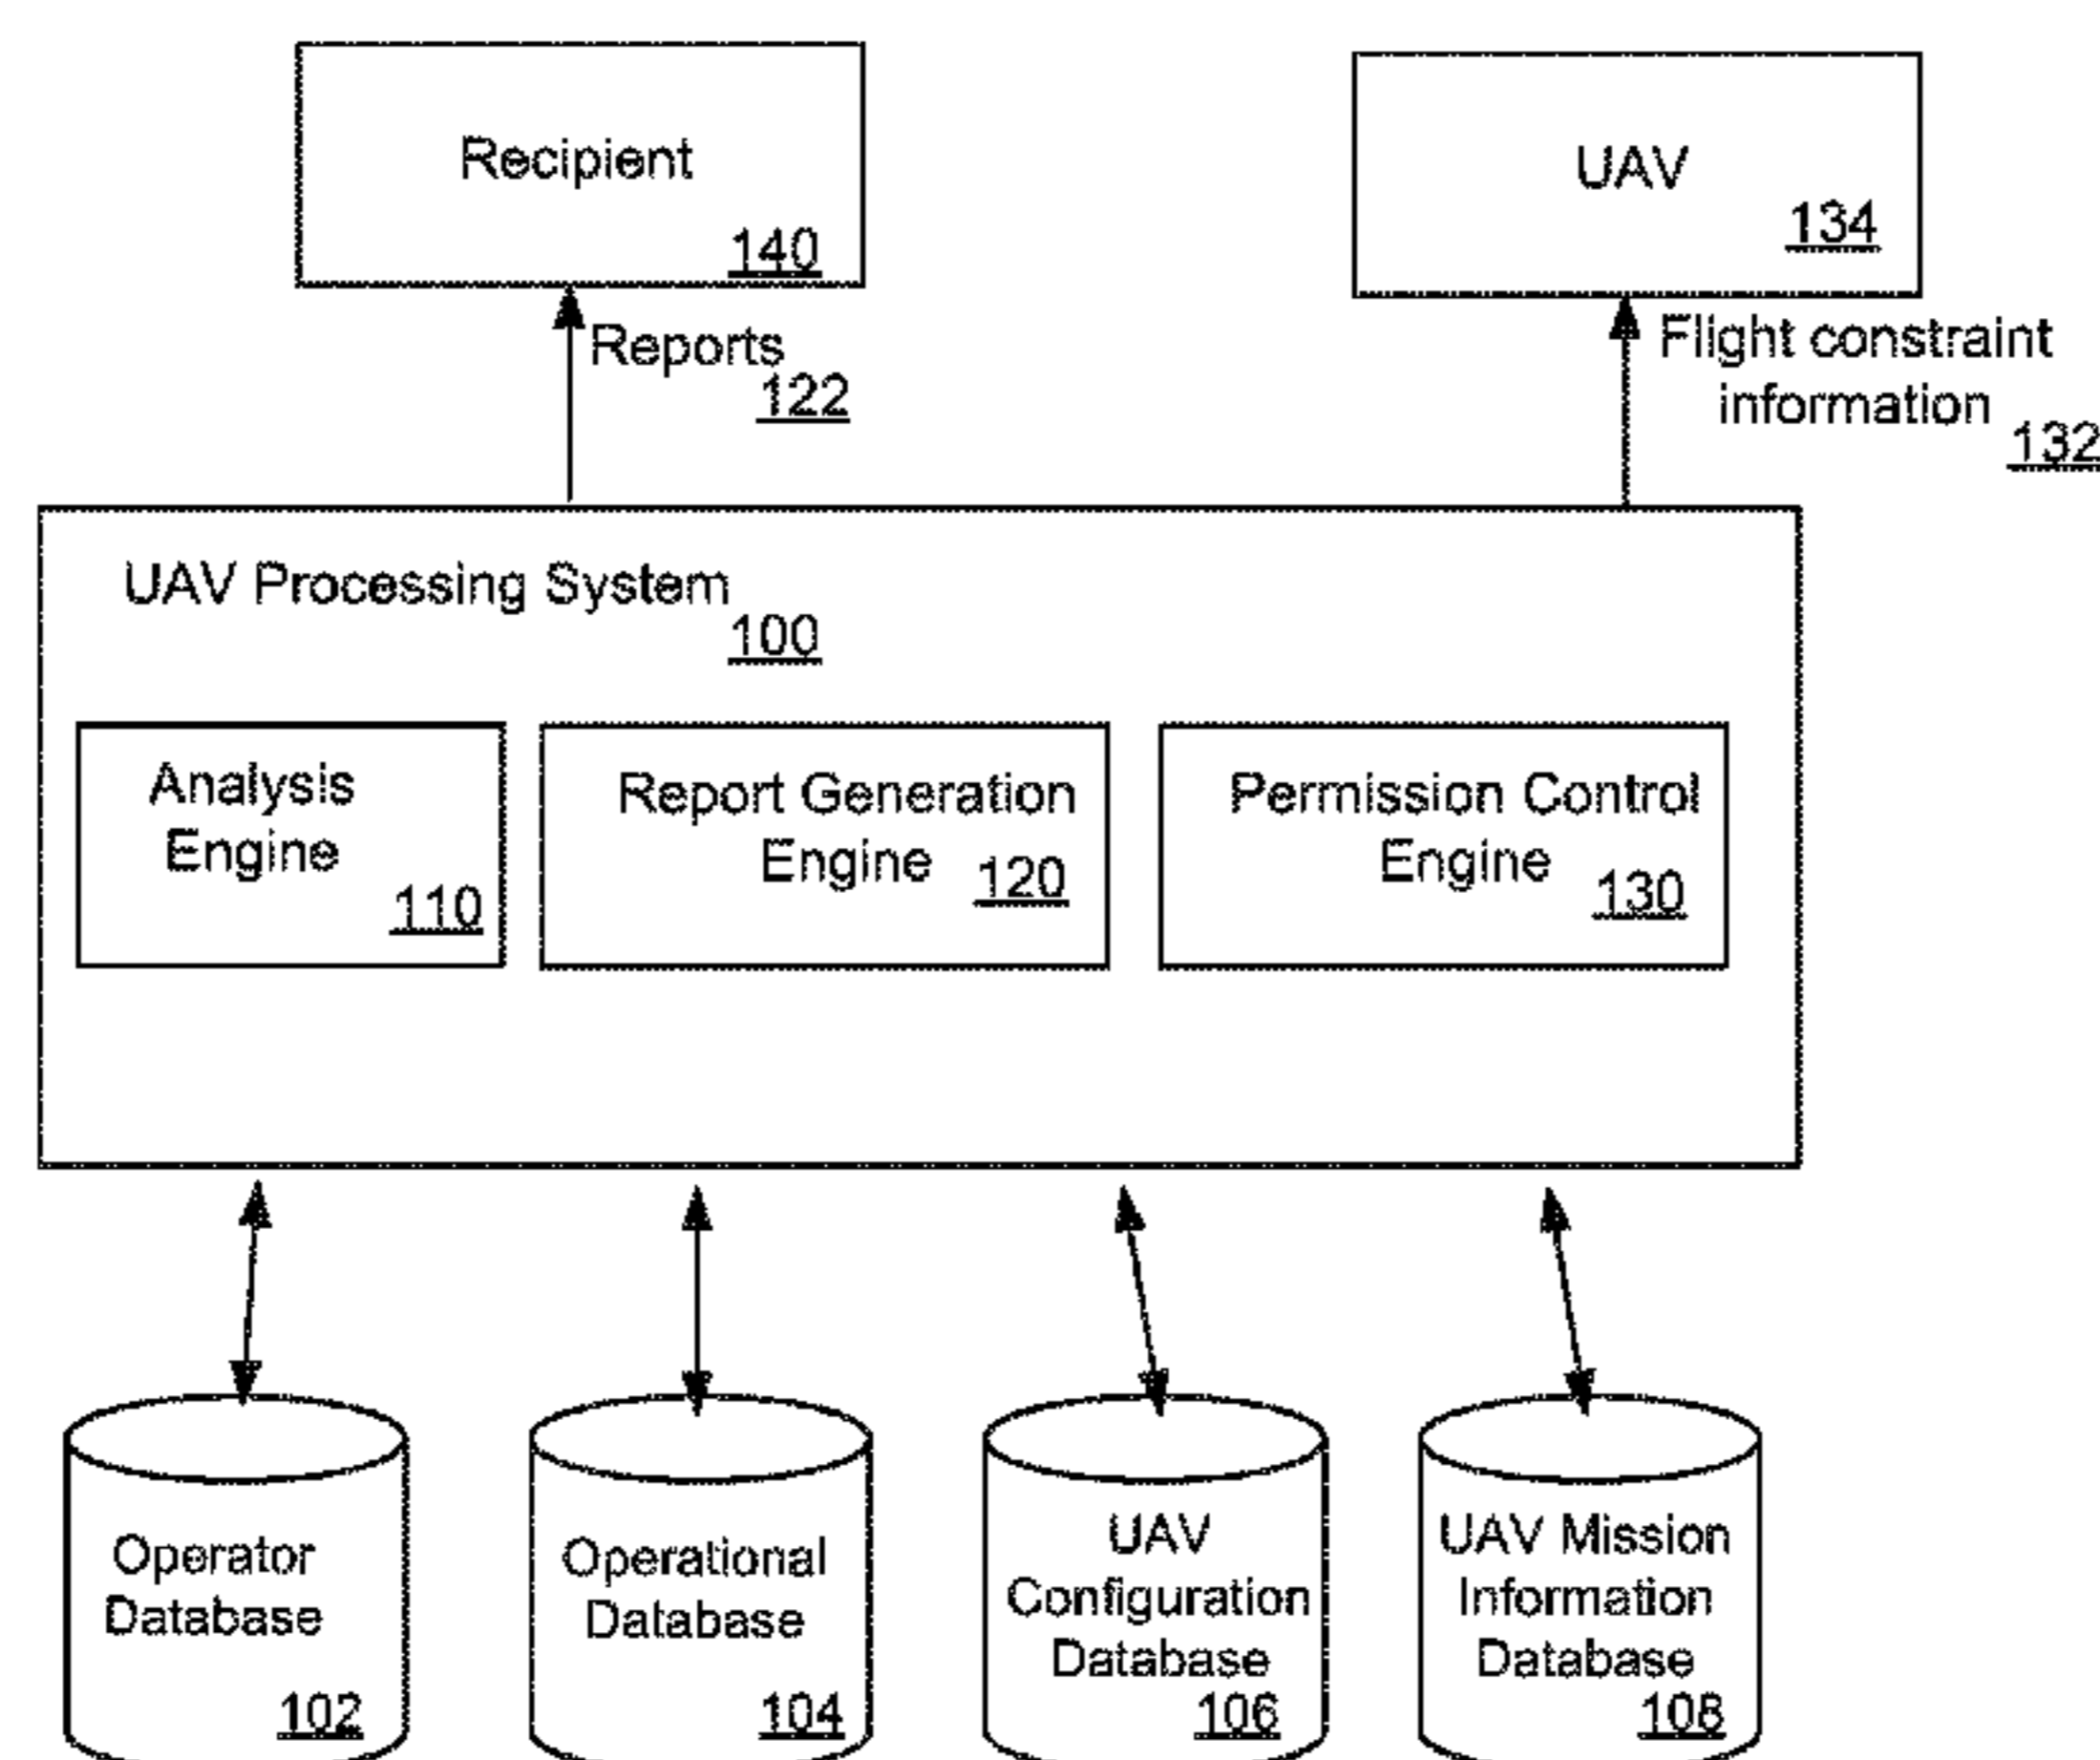 Recipient
140
UAV
134
Reports
122
Flight constraint
information
132
UAV Processing System
100
Analysis
Engine
110
Report Generation
Engine
120
Permission Control
Engine
130
Operator
Database
102
Operational
Database
104
UAV
Configuration
Database
106
UAV Mission
Information
Database
108